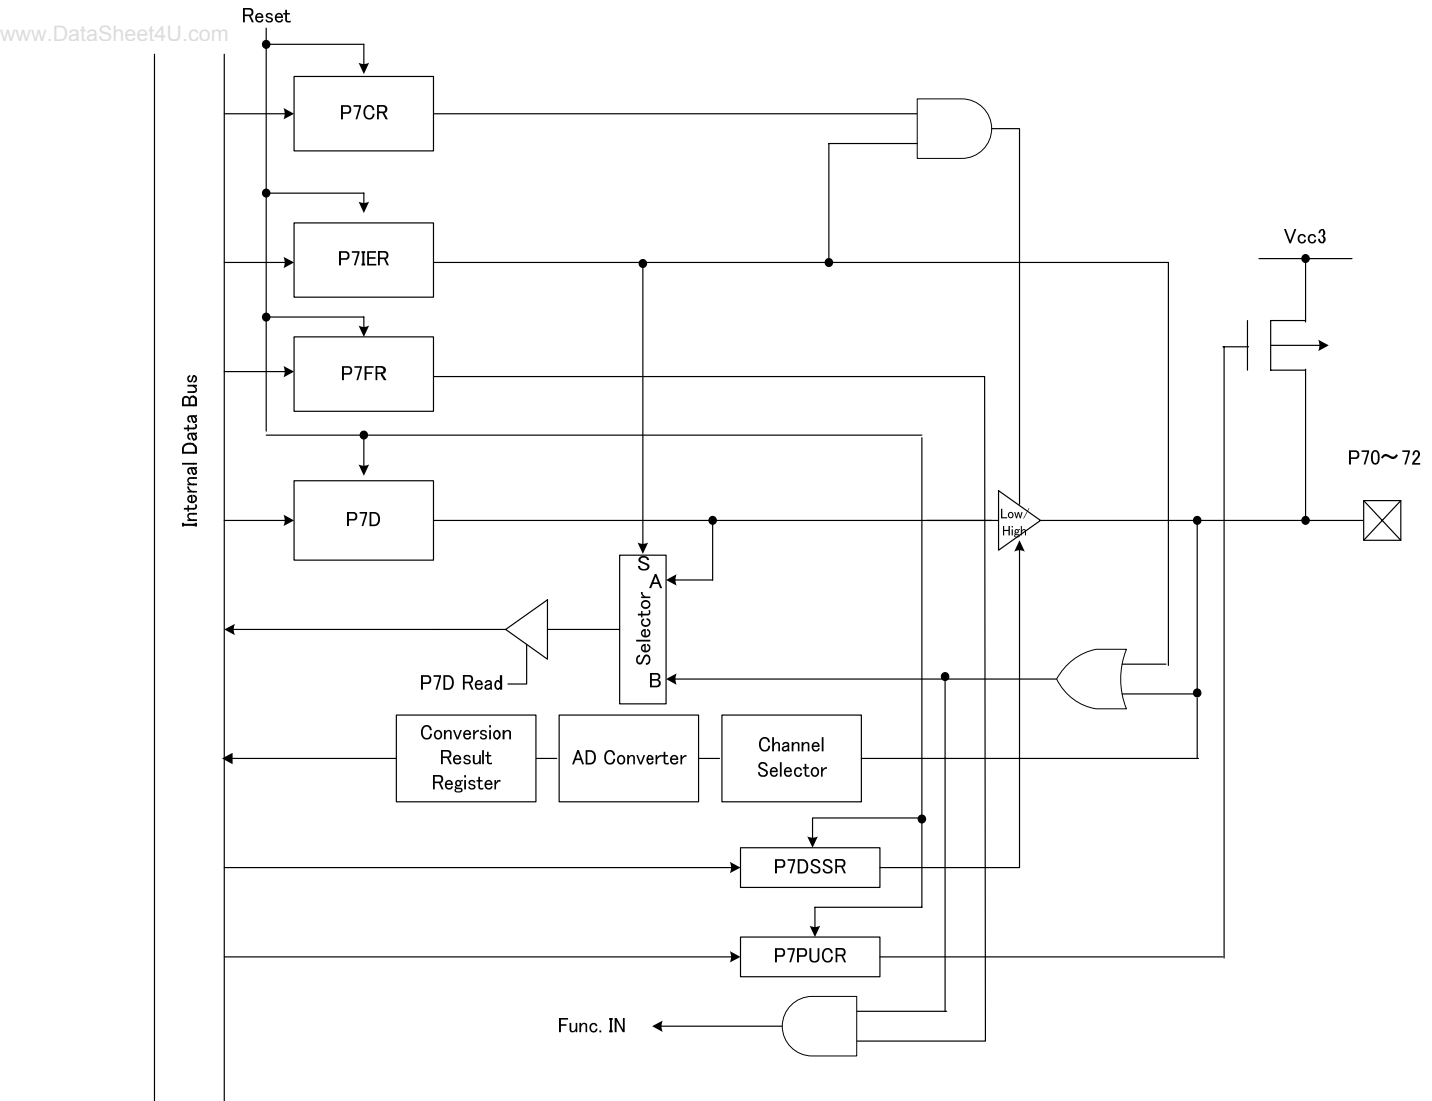 Reset
www.DataSheet4U.com
P7CR
P7IER
Vcc3
P7FR
Internal Data Bus
P70～72
P7D
Low/
High
S
A
Selector
B
P7D Read
Conversion
Result
Register
AD Converter
Channel
Selector
P7DSSR
P7PUCR
Func. IN